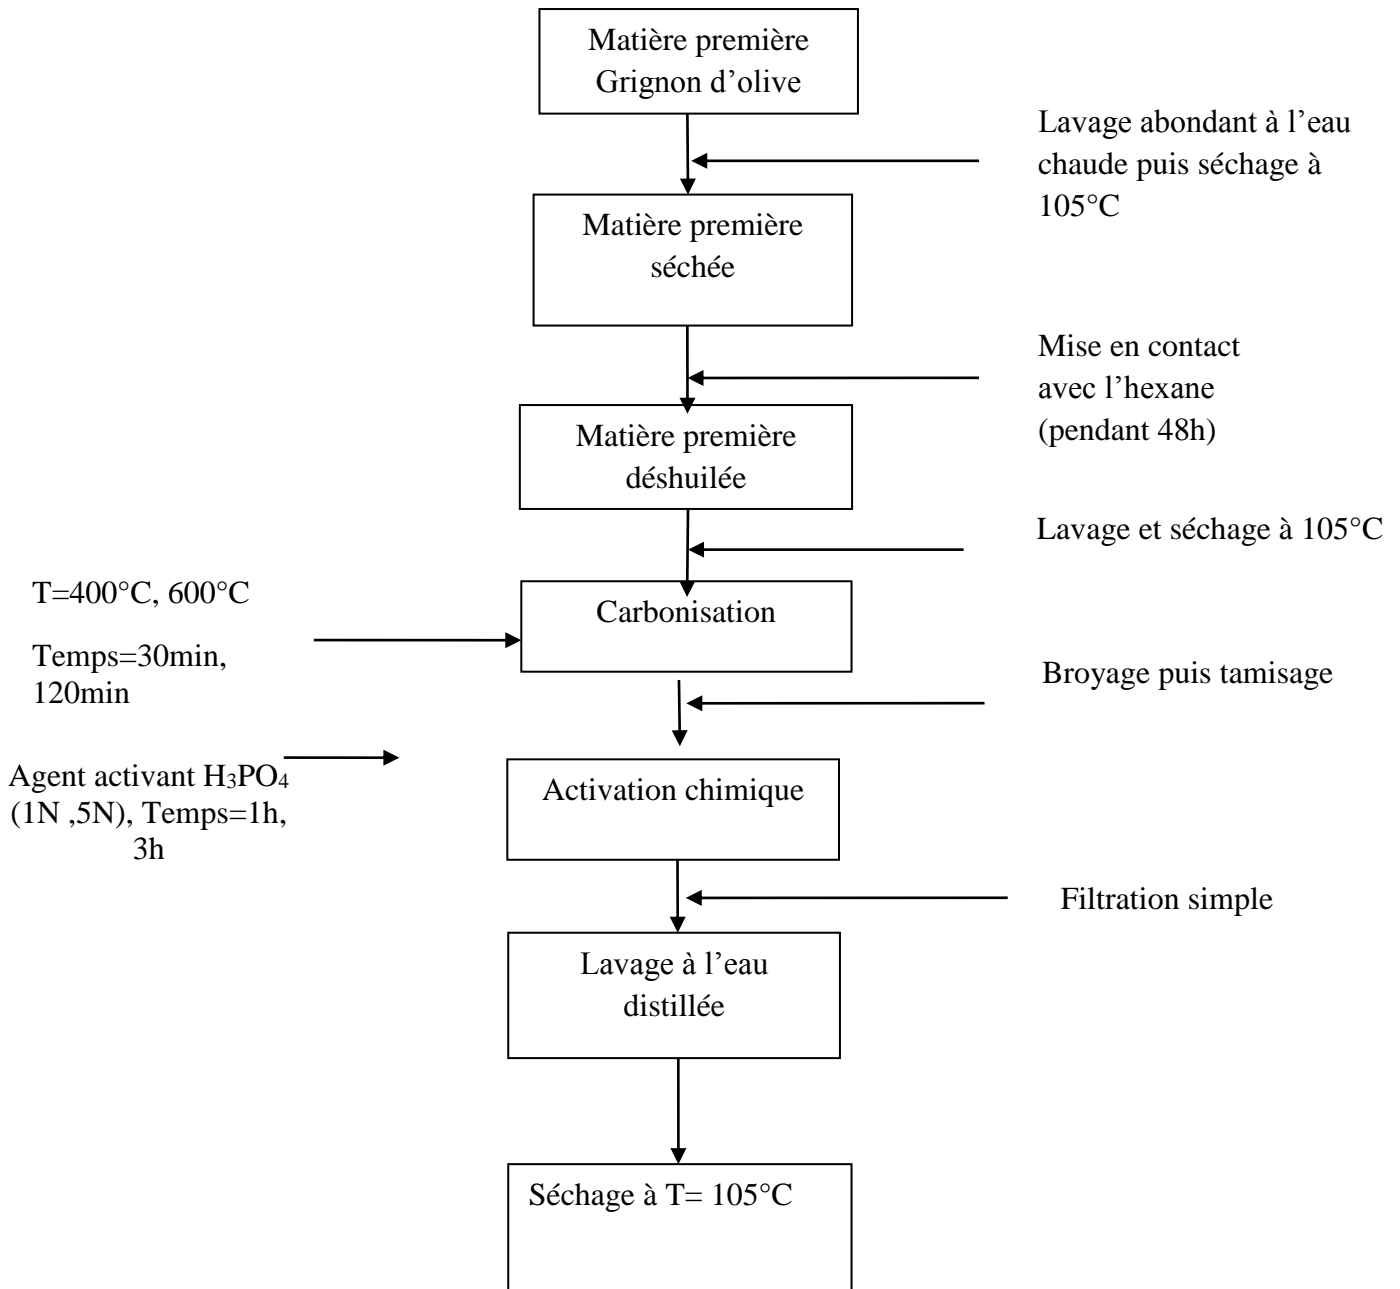 Matière première
Grignon d’olive
Lavage abondant à l’eau
chaude puis séchage à
105°C
Matière première
séchée
Mise en contact
avec l’hexane
(pendant 48h)
Matière première
déshuilée
Lavage et séchage à 105°C
T=400°C, 600°C
Temps=30min,
120min
Carbonisation
Broyage puis tamisage
Agent activant H₃PO₄
(1N ,5N), Temps=1h,
3h
Activation chimique
Filtration simple
Lavage à l’eau
distillée
Séchage à T= 105°C